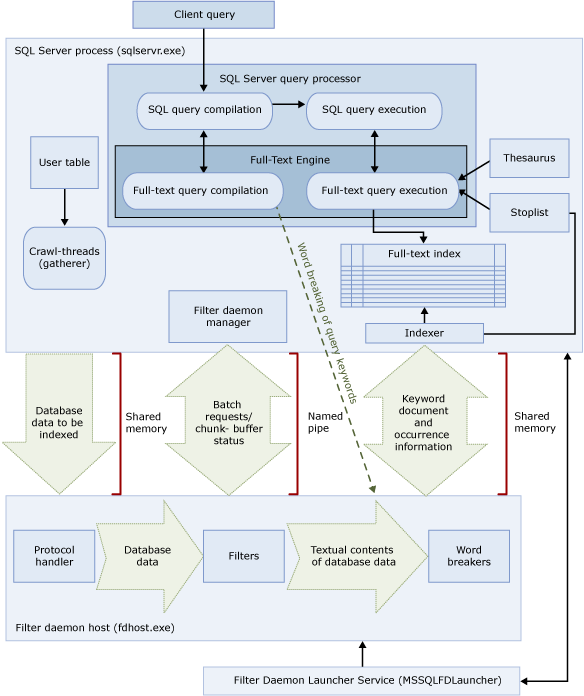 Client query
SQL Server process (sqlservr.exe)
SQL Server query processor
SQL query compilation
SQL query execution
Full-Text Engine
Full-text query compilation
Full-text query execution
User table
Thesaurus
Stoplist
Crawl-threads
(gatherer)
Full-text index
Filter daemon
manager
Indexer
Word breaking of query keywords
Database
data to be
indexed
Shared
memory
Batch
requests/
chunk- buffer
status
Named
pipe
Keyword
document
and
occurrence
information
Shared
memory
Protocol
handler
Database
data
Filters
Textual contents
of database data
Word
breakers
Filter daemon host (fdhost.exe)
Filter Daemon Launcher Service (MSSQLFDLauncher)